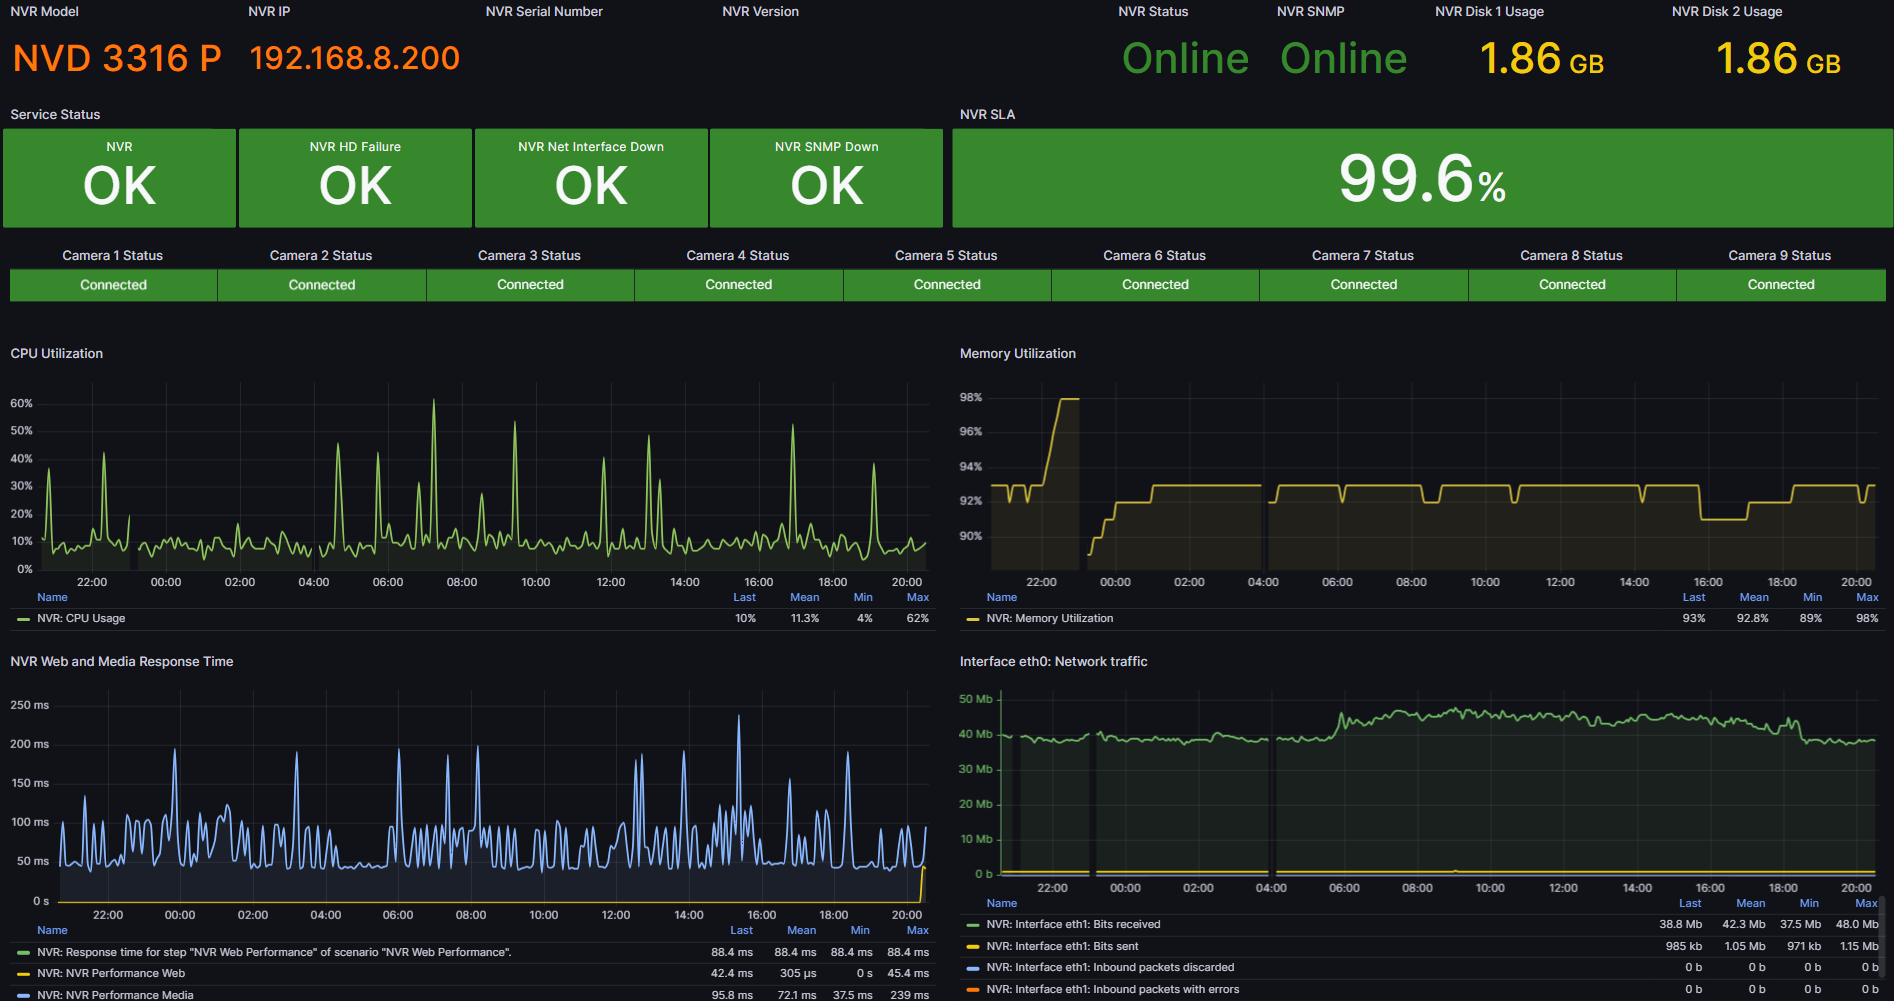 NVR Model NVR IP NVR Serial Number NVR Version NVR Status NVR SNMP NVR Disk 1 Usage NVR Disk 2 Usage
NVD 3316 P 192.168.8.200 Online Online 1.86 GB 1.86 GB
Service Status NVR SLA
NVR NVR HD Failure NVR Net Interface Down NVR SNMP Down
OK OK OK OK 99.6%
Camera 1 Status Camera 2 Status Camera 3 Status Camera 4 Status Camera 5 Status Camera 6 Status Camera 7 Status Camera 8 Status Camera 9 Status
Connected Connected Connected Connected Connected Connected Connected Connected Connected
CPU Utilization
60%
50%
40%
30%
20%
10%
0%
22:00 00:00 02:00 04:00 06:00 08:00 10:00 12:00 14:00 16:00 18:00 20:00
Name Last Mean Min Max
NVR: CPU Usage 10% 11.3% 4% 62%
Memory Utilization
98%
96%
94%
92%
90%
22:00 00:00 02:00 04:00 06:00 08:00 10:00 12:00 14:00 16:00 18:00 20:00
Name Last Mean Min Max
NVR: Memory Utilization 93% 92.8% 89% 98%
NVR Web and Media Response Time
250 ms
200 ms
150 ms
100 ms
50 ms
0 s
22:00 00:00 02:00 04:00 06:00 08:00 10:00 12:00 14:00 16:00 18:00 20:00
Name Last Mean Min Max
NVR: Response time for step "NVR Web Performance" of scenario "NVR Web Performance". 88.4 ms 88.4 ms 88.4 ms 88.4 ms
NVR: NVR Performance Web 42.4 ms 305 µs 0 s 45.4 ms
NVR: NVR Performance Media 95.8 ms 72.1 ms 37.5 ms 239 ms
Interface eth0: Network traffic
50 Mb
40 Mb
30 Mb
20 Mb
10 Mb
0 b
22:00 00:00 02:00 04:00 06:00 08:00 10:00 12:00 14:00 16:00 18:00 20:00
Name Last Mean Min Max
NVR: Interface eth1: Bits received 38.8 Mb 42.3 Mb 37.5 Mb 48.0 Mb
NVR: Interface eth1: Bits sent 985 kb 1.05 Mb 971 kb 1.15 Mb
NVR: Interface eth1: Inbound packets discarded 0 b 0 b 0 b 0 b
NVR: Interface eth1: Inbound packets with errors 0 b 0 b 0 b 0 b